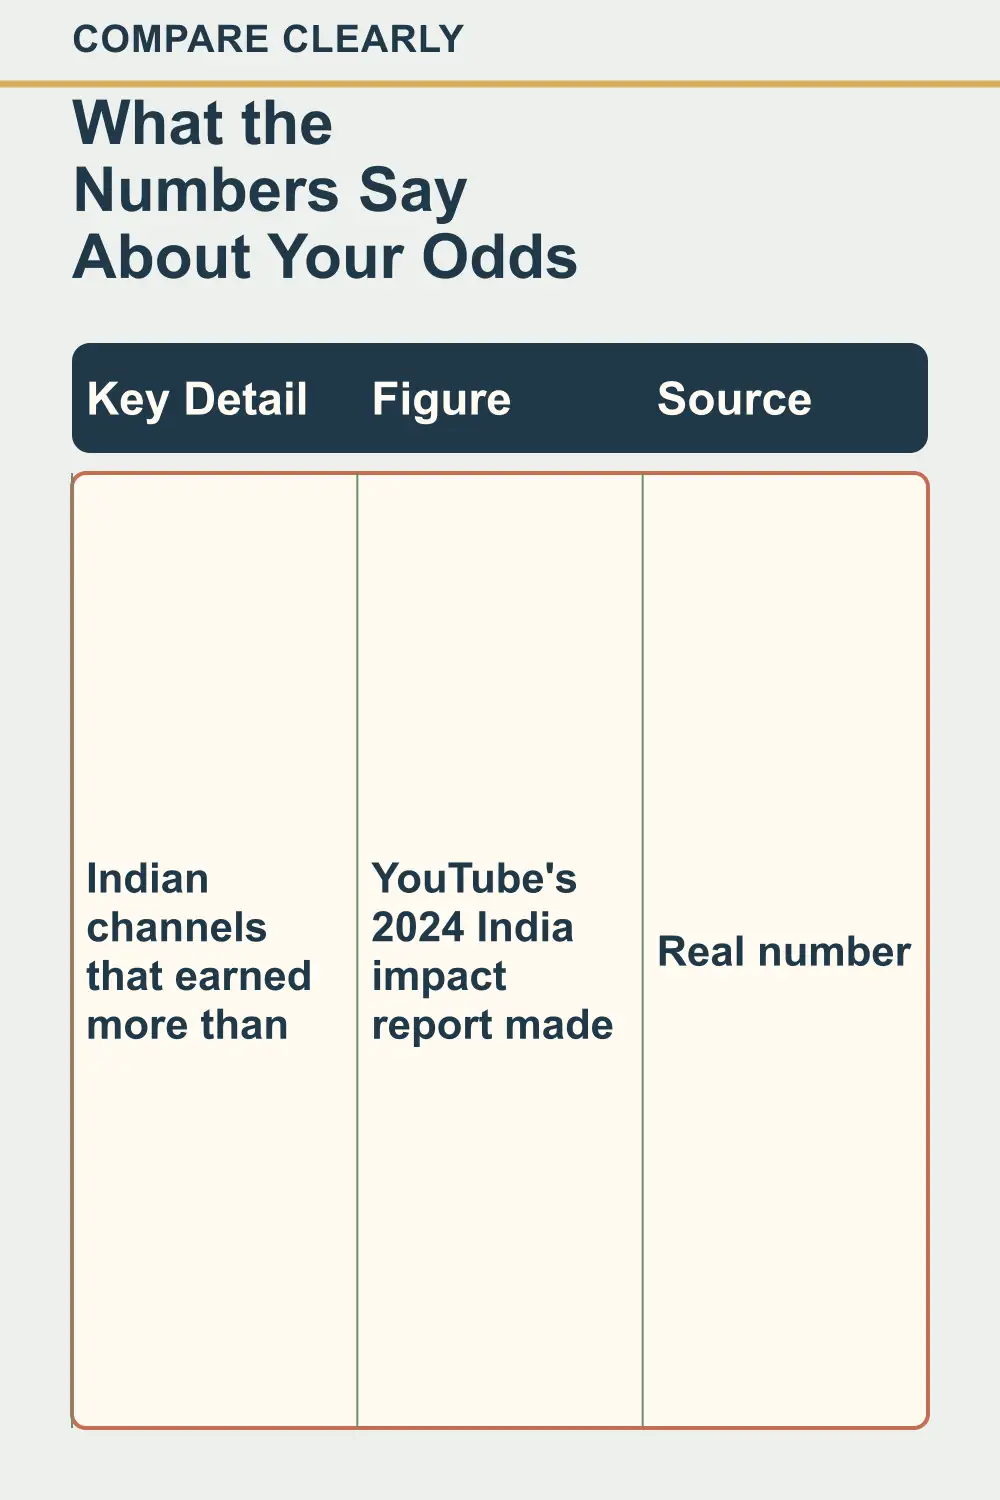 COMPARE CLEARLY
What the
Numbers Say
About Your Odds
Key Detail
Figure
Source
Indian
channels
that earned
more than
YouTube's
2024 India
impact
report made
Real number